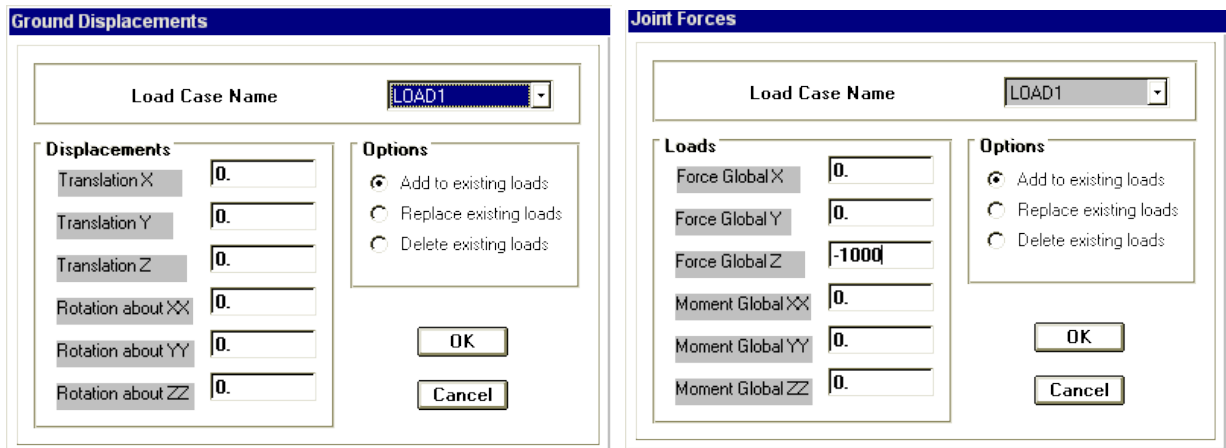 Ground Displacements
Load Case Name
LOAD1
Displacements
Translation X
0.
Translation Y
0.
Translation Z
0.
Rotation about XX
0.
Rotation about YY
0.
Rotation about ZZ
0.
Options
Add to existing loads
Replace existing loads
Delete existing loads
OK
Cancel
Joint Forces
Load Case Name
LOAD1
Loads
Force Global X
0.
Force Global Y
0.
Force Global Z
-1000
Moment Global XX
0.
Moment Global YY
0.
Moment Global ZZ
0.
Options
Add to existing loads
Replace existing loads
Delete existing loads
OK
Cancel